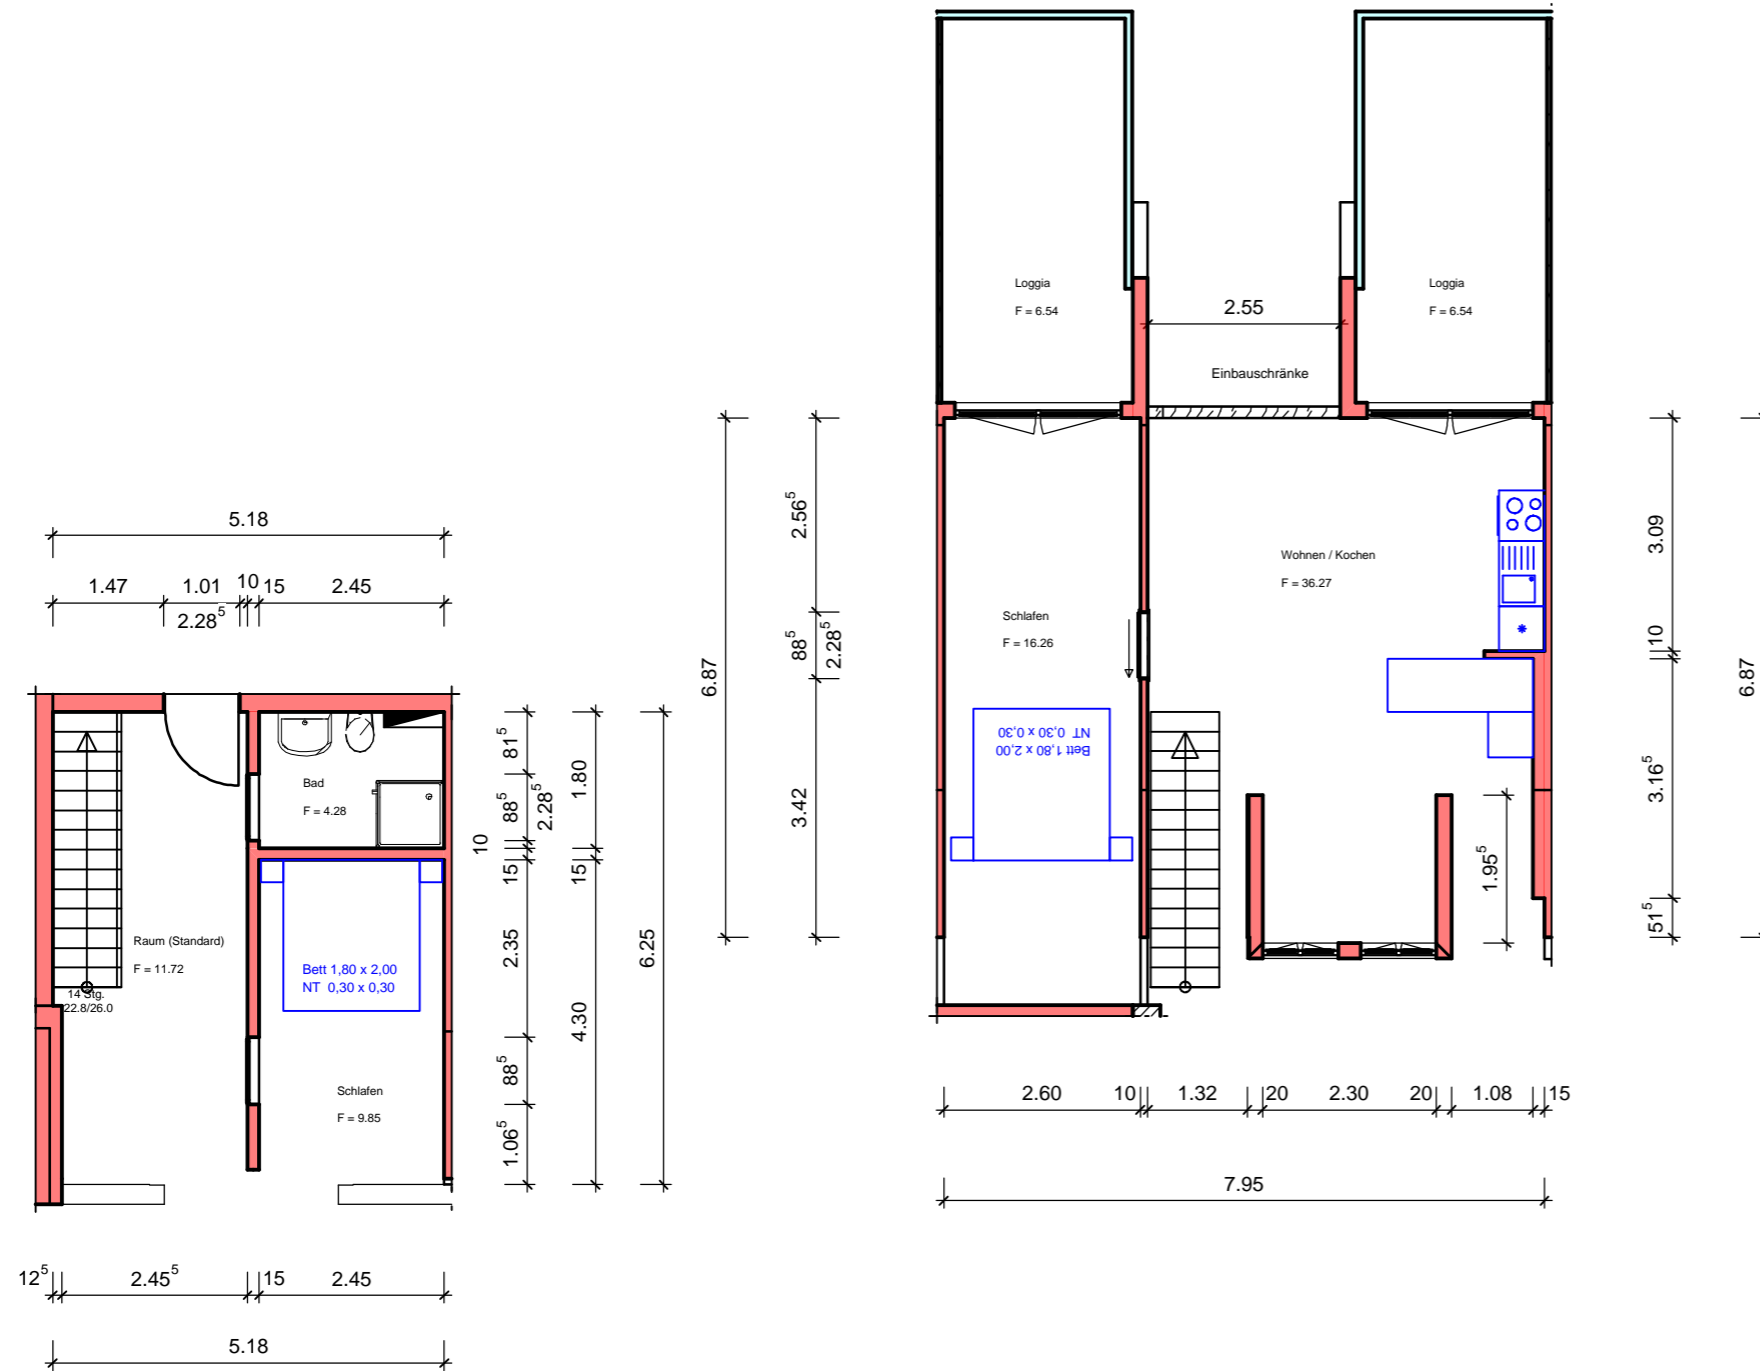 Loggia
F = 6.54
Loggia
F = 6.54
2.55
Einbauschränke
5.18
1.47
1.01
10
15
2.45
2.28⁵
Bad
F = 4.28
Raum (Standard)
F = 11.72
14 Stg.
22.8/26.0
Bett 1,80 x 2,00
NT 0,30 x 0,30
Schlafen
F = 9.85
81⁵
88⁵
2.28⁵
10
15
2.35
88⁵
1.06⁵
1.80
15
4.30
6.25
12⁵
2.45⁵
15
2.45
5.18
6.87
2.56⁵
88⁵
2.28⁵
3.42
Schlafen
F = 16.26
Bett 1,80 x 2,00
NT 0,30 x 0,30
Wohnen / Kochen
F = 36.27
3.09
10
3.16⁵
51⁵
6.87
1.95⁵
2.60
10
1.32
20
2.30
20
1.08
15
7.95